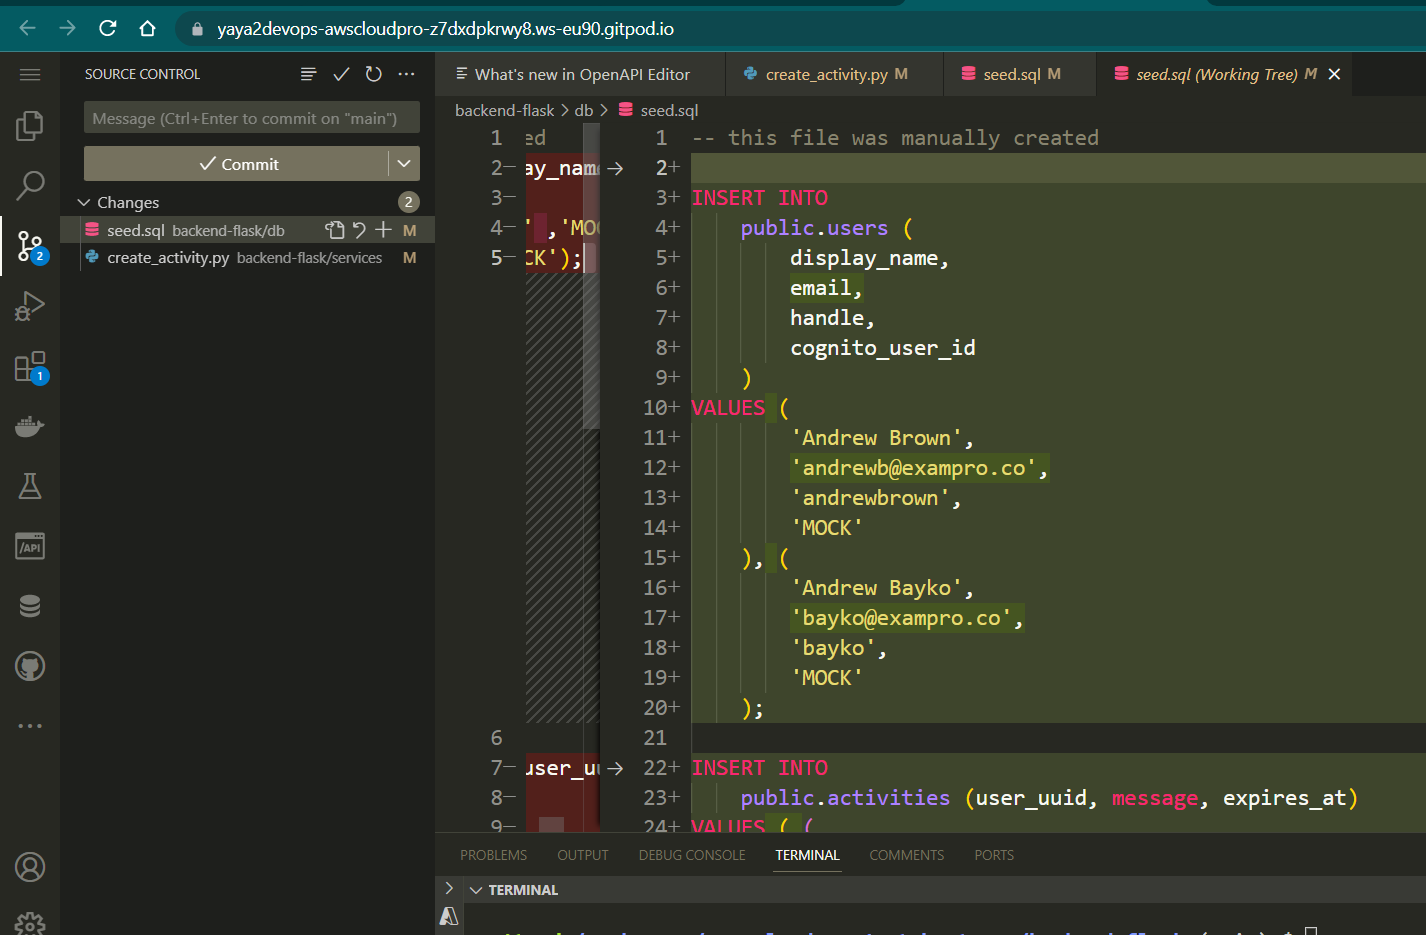 yaya2devops-awscloudpro-z7dxdpkrwy8.ws-eu90.gitpod.io
SOURCE CONTROL
Message (Ctrl+Enter to commit on "main")
Commit
Changes 2
seed.sql backend-flask/db M
create_activity.py backend-flask/services M
2
1
/API
What's new in OpenAPI Editor
create_activity.py M
seed.sql M
seed.sql (Working Tree) M
backend-flask > db > seed.sql
1 ed
2− ay_name
3−
4− ' ,'MOC
5− CK');
6
7− user_u
8−
9−
1 -- this file was manually created
2+
3+ INSERT INTO
4+ public.users (
5+ display_name,
6+ email,
7+ handle,
8+ cognito_user_id
9+ )
10+ VALUES (
11+ 'Andrew Brown',
12+ 'andrewb@exampro.co',
13+ 'andrewbrown',
14+ 'MOCK'
15+ ), (
16+ 'Andrew Bayko',
17+ 'bayko@exampro.co',
18+ 'bayko',
19+ 'MOCK'
20+ );
21
22+ INSERT INTO
23+ public.activities (user_uuid, message, expires_at)
24+ VALUES ( (
PROBLEMS OUTPUT DEBUG CONSOLE TERMINAL COMMENTS PORTS
TERMINAL